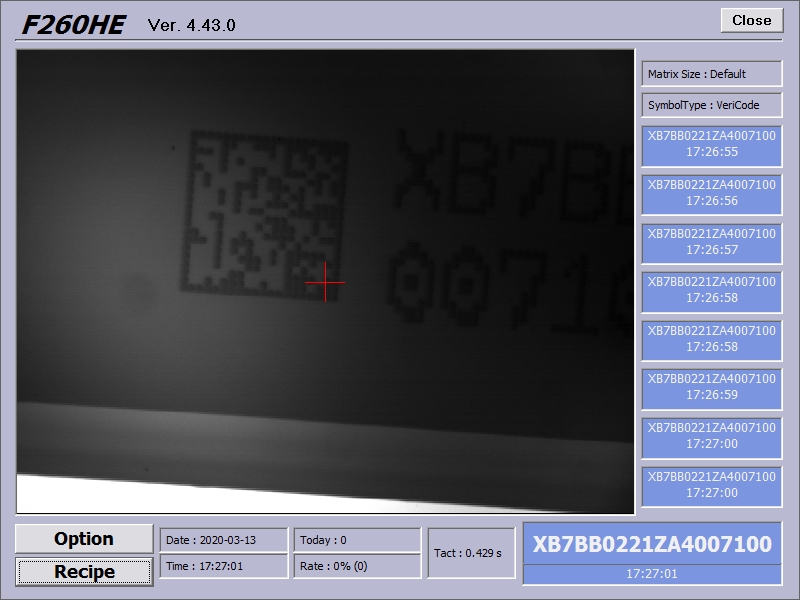 F260HE Ver. 4.43.0
Close
Matrix Size : Default
SymbolType : VeriCode
XB7BB0221ZA4007100
17:26:55
XB7BB0221ZA4007100
17:26:56
XB7BB0221ZA4007100
17:26:57
XB7BB0221ZA4007100
17:26:58
XB7BB0221ZA4007100
17:26:58
XB7BB0221ZA4007100
17:26:59
XB7BB0221ZA4007100
17:27:00
XB7BB0221ZA4007100
17:27:00
XB7BB
00710
Option
Recipe
Date : 2020-03-13
Time : 17:27:01
Today : 0
Rate : 0% (0)
Tact : 0.429 s
XB7BB0221ZA4007100
17:27:01